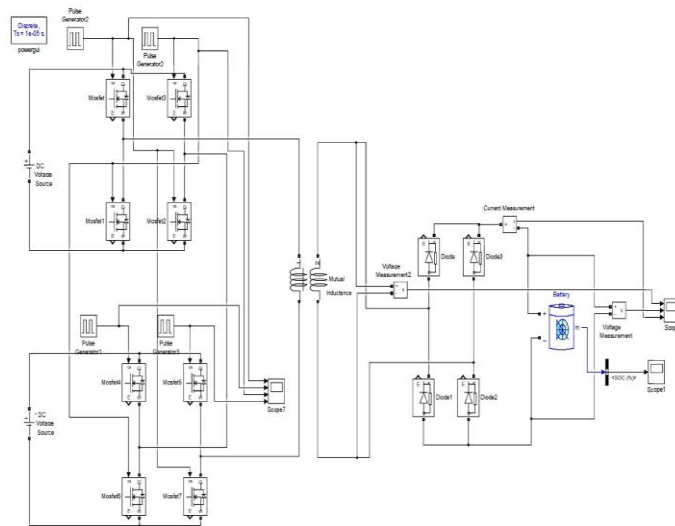 Discrete,
Ts = 1e-05 s.
powergui
Pulse
Generator2
Pulse
Generator2
Mosfet
Mosfet3
DC
Voltage
Source
Mosfet1
Mosfet2
Mutual
Inductance
Voltage
Measurement2
Diode
Diode3
Current Measurement
Battery
Voltage
Measurement
<SOC (%)>
Scope1
Diode1
Diode2
Pulse
Pulse
Generator3
Mosfet4
Mosfet5
Scope7
DC
Voltage
Source
Mosfet6
Mosfet7